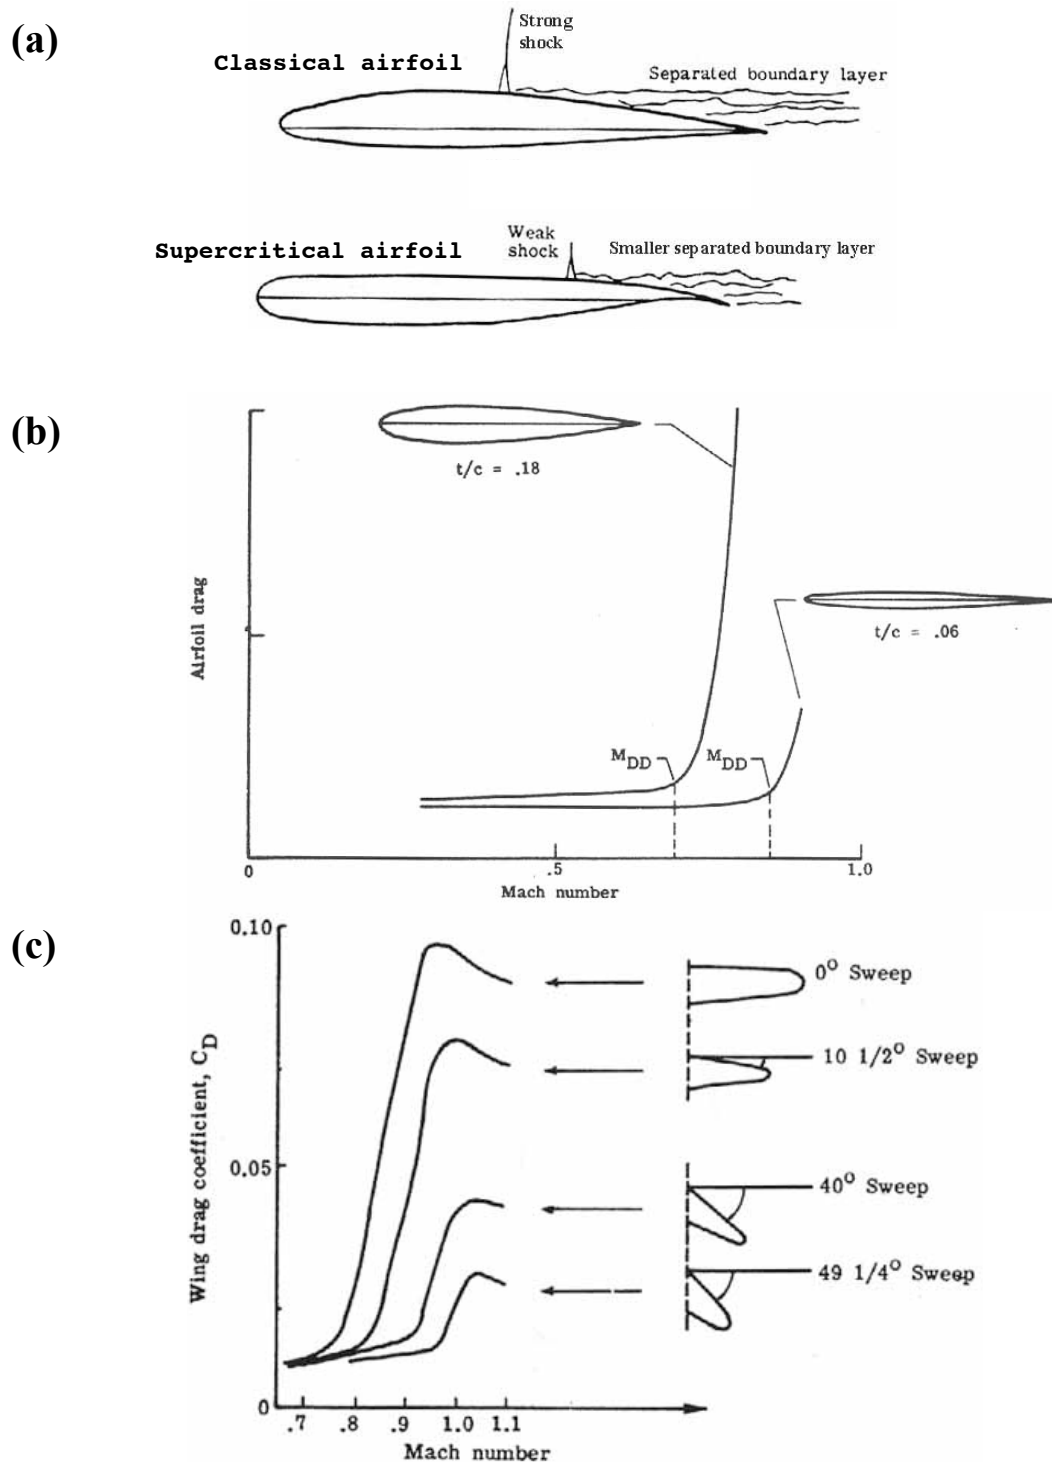 (a)
Strong
shock
Classical airfoil
Separated boundary layer
Weak
shock
Supercritical airfoil
Smaller separated boundary layer
(b)
t/c = .18
Airfoil drag
t/c = .06
M_DD
M_DD
0
.5
1.0
Mach number
(c)
0.10
0° Sweep
10 1/2° Sweep
Wing drag coefficient, C_D
0.05
40° Sweep
49 1/4° Sweep
0
.7
.8
.9
1.0
1.1
Mach number